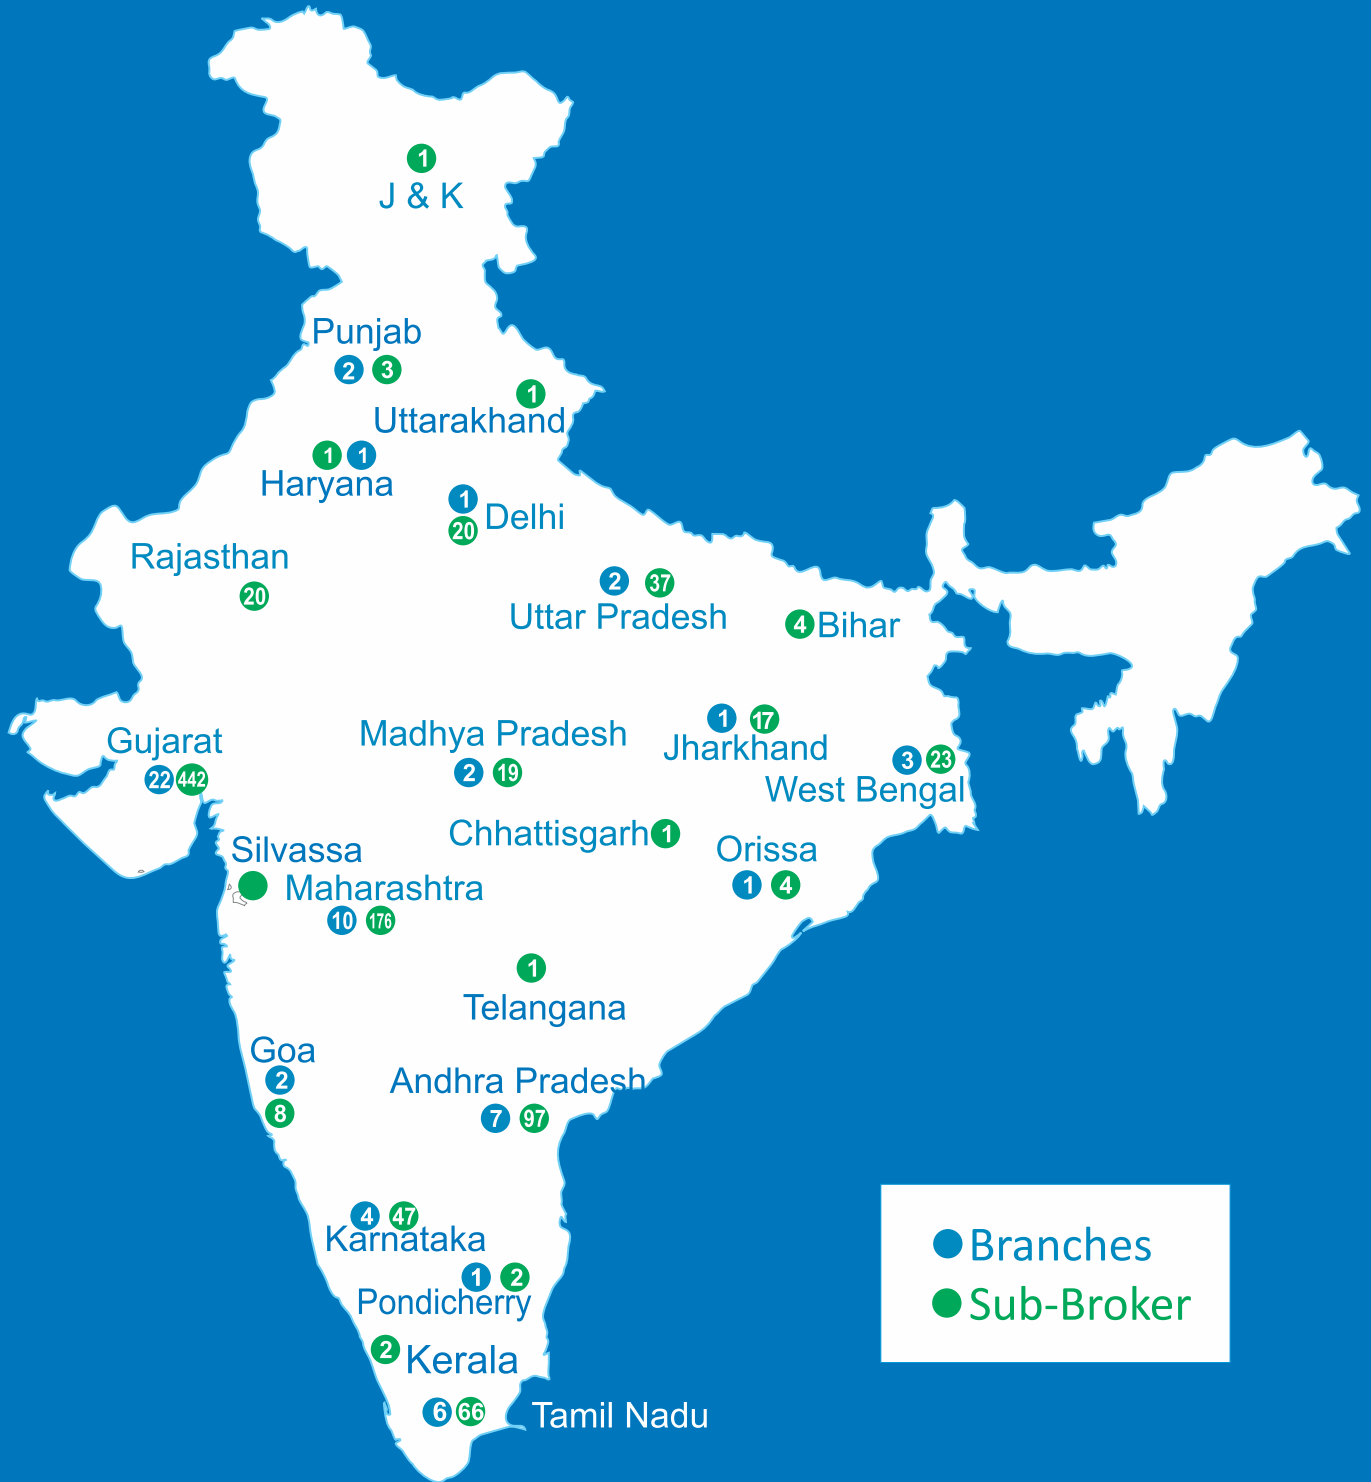 1
J & K
Punjab
2 3
1
Uttarakhand
1 1
Haryana
1
Delhi
20
Rajasthan
20
2 37
Uttar Pradesh
4 Bihar
Madhya Pradesh
2 19
1 17
Jharkhand
Gujarat
22 442
3 23
West Bengal
Chhattisgarh 1
Orissa
1 4
Silvassa
Maharashtra
10 176
1
Telangana
Goa
2
8
Andhra Pradesh
7 97
4 47
Karnataka
1 2
Pondicherry
2 Kerala
6 66 Tamil Nadu
Branches
Sub-Broker